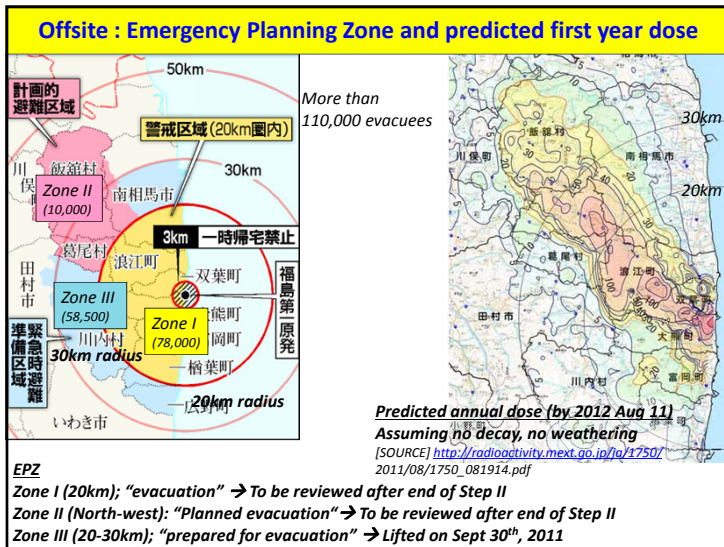 Offsite : Emergency Planning Zone and predicted first year dose
50km
計画的
避難区域
More than
110,000 evacuees
警戒区域(20km圏内)
30km
飯舘村
川俣町
Zone II
(10,000)
南相馬市
3km
一時帰宅禁止
葛尾村
浪江町
双葉町
田村市
Zone III
(58,500)
福島第一原発
Zone I
(78,000)
大熊町
富岡町
緊急時避難
準備区域
川内村
30km radius
楢葉町
20km radius
広野町
いわき市
30km
飯舘村
川俣町
南相馬市
20km
葛尾村
浪江町
双葉町
田村市
大熊町
富岡町
川内村
Predicted annual dose (by 2012 Aug 11)
Assuming no decay, no weathering
[SOURCE] http://radioactivity.mext.go.jp/ja/1750/
2011/08/1750_081914.pdf
EPZ
Zone I (20km); “evacuation” → To be reviewed after end of Step II
Zone II (North-west): “Planned evacuation“→ To be reviewed after end of Step II
Zone III (20-30km); “prepared for evacuation” → Lifted on Sept 30th, 2011